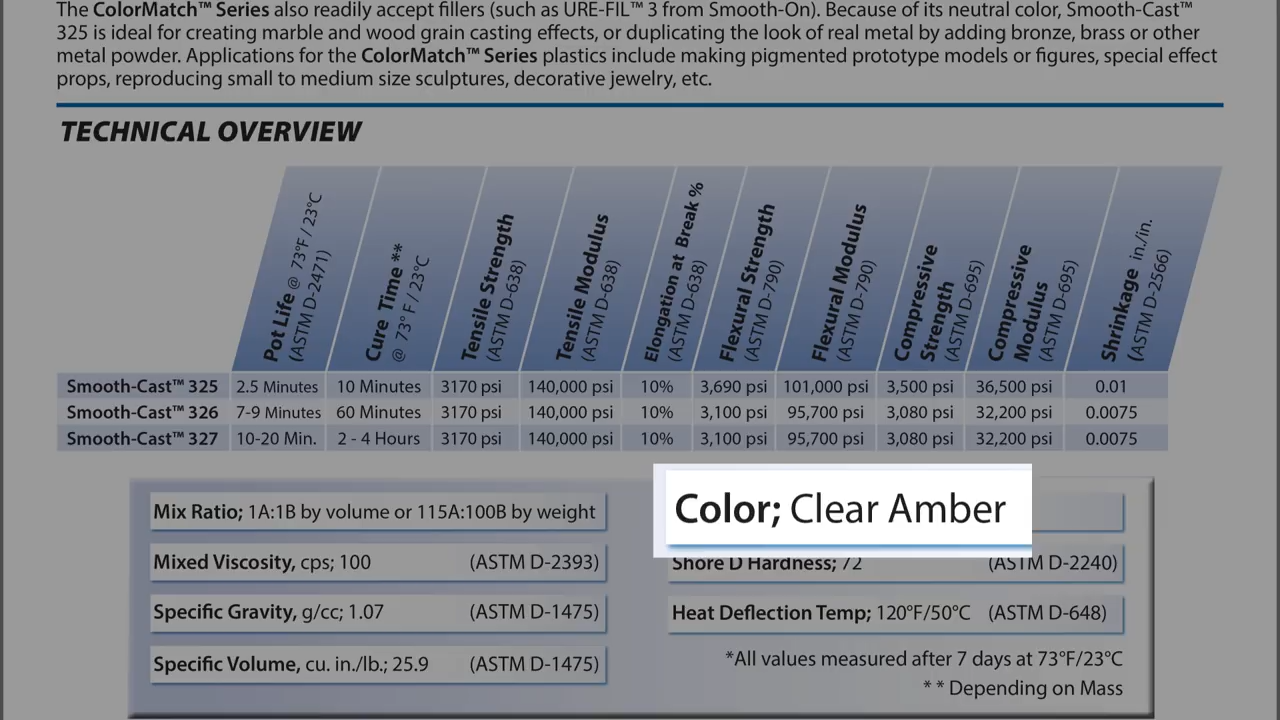 The ColorMatch™ Series also readily accept fillers (such as URE-FIL™ 3 from Smooth-On). Because of its neutral color, Smooth-Cast™
325 is ideal for creating marble and wood grain casting effects, or duplicating the look of real metal by adding bronze, brass or other
metal powder. Applications for the ColorMatch™ Series plastics include making pigmented prototype models or figures, special effect
props, reproducing small to medium size sculptures, decorative jewelry, etc.
TECHNICAL OVERVIEW
Pot Life @ 73°F / 23°C
(ASTM D-2471)
Cure Time **
@ 73° F / 23°C
Tensile Strength
(ASTM D-638)
Tensile Modulus
(ASTM D-638)
Elongation at Break %
(ASTM D-638)
Flexural Strength
(ASTM D-790)
Flexural Modulus
(ASTM D-790)
Compressive
Strength
(ASTM D-695)
Compressive
Modulus
(ASTM D-695)
Shrinkage in./in.
(ASTM D-2566)
Smooth-Cast™ 325 2.5 Minutes 10 Minutes 3170 psi 140,000 psi 10% 3,690 psi 101,000 psi 3,500 psi 36,500 psi 0.01
Smooth-Cast™ 326 7-9 Minutes 60 Minutes 3170 psi 140,000 psi 10% 3,100 psi 95,700 psi 3,080 psi 32,200 psi 0.0075
Smooth-Cast™ 327 10-20 Min. 2 - 4 Hours 3170 psi 140,000 psi 10% 3,100 psi 95,700 psi 3,080 psi 32,200 psi 0.0075
Mix Ratio; 1A:1B by volume or 115A:100B by weight
Mixed Viscosity, cps; 100 (ASTM D-2393)
Specific Gravity, g/cc; 1.07 (ASTM D-1475)
Specific Volume, cu. in./lb.; 25.9 (ASTM D-1475)
Color; Clear Amber
Shore D Hardness; 72 (ASTM D-2240)
Heat Deflection Temp; 120°F/50°C (ASTM D-648)
*All values measured after 7 days at 73°F/23°C
* * Depending on Mass